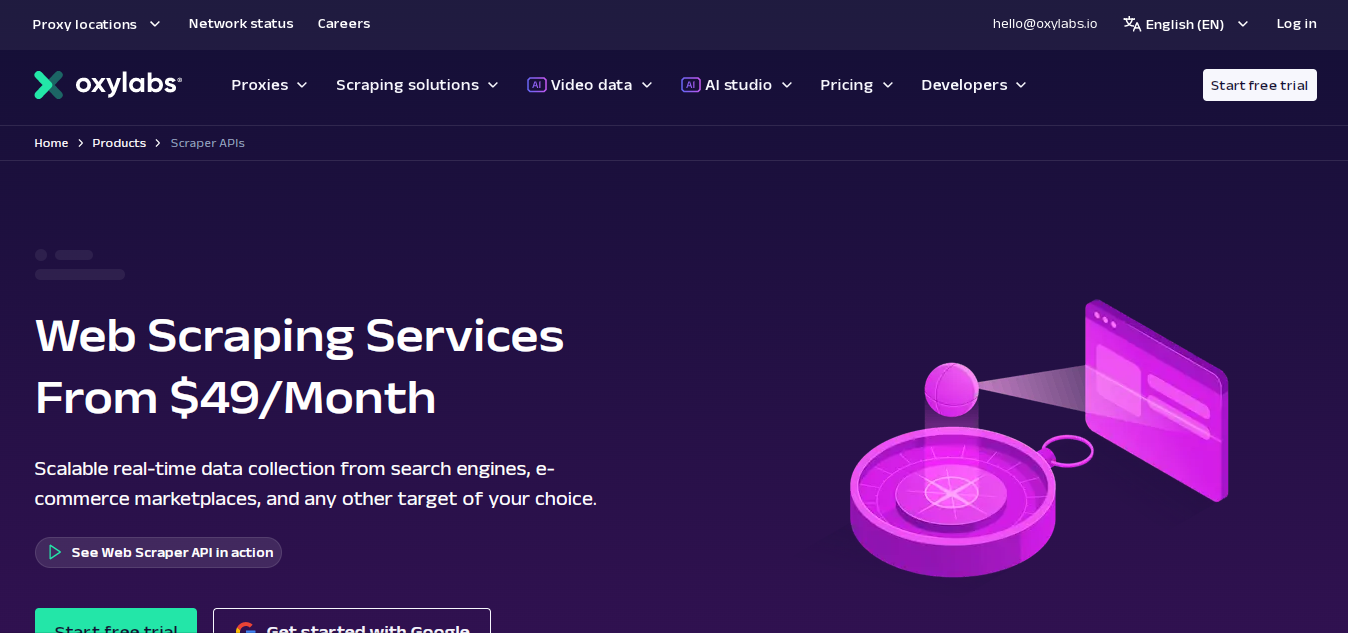 Proxy locations Network status Careers hello@oxylabs.io English (EN) Log in
oxylabs® Proxies Scraping solutions AI Video data AI AI studio Pricing Developers Start free trial
Home Products Scraper APIs
Web Scraping Services
From $49/Month
Scalable real-time data collection from search engines, e-
commerce marketplaces, and any other target of your choice.
See Web Scraper API in action
Start free trial Get started with Google